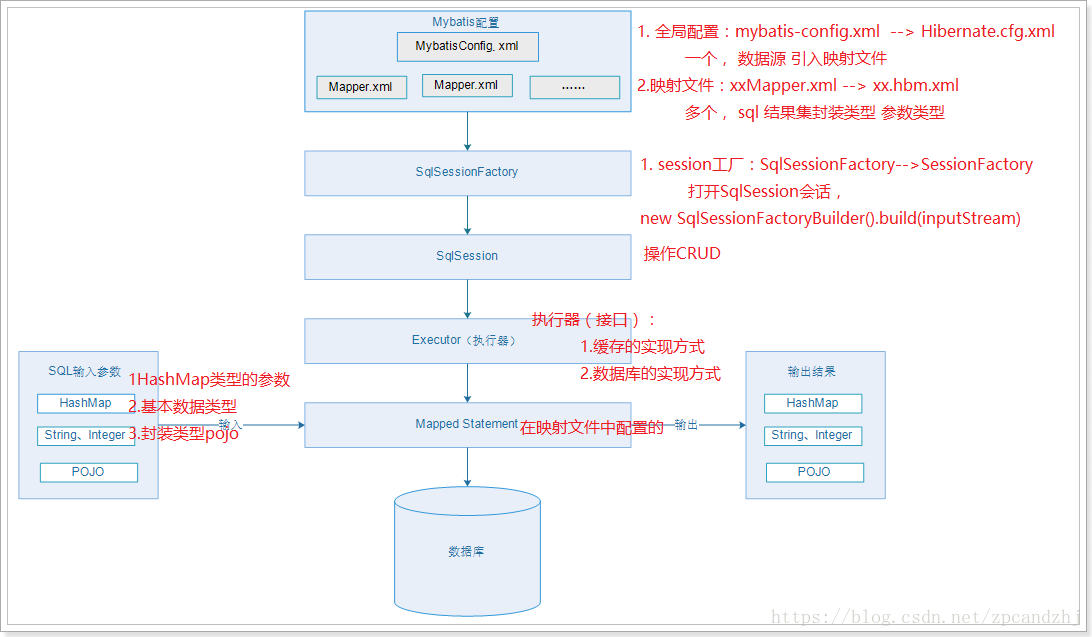 Mybatis配置
MybatisConfig. xml
Mapper.xml
Mapper.xml
······
1. 全局配置：mybatis-config.xml --> Hibernate.cfg.xml
一个， 数据源 引入映射文件
2.映射文件：xxMapper.xml --> xx.hbm.xml
多个， sql 结果集封装类型 参数类型
SqlSessionFactory
1. session工厂：SqlSessionFactory-->SessionFactory
打开SqlSession会话，
new SqlSessionFactoryBuilder().build(inputStream)
SqlSession
操作CRUD
Executor（执行器）
执行器（接口）：
1.缓存的实现方式
2.数据库的实现方式
SQL输入参数
HashMap
String、Integer
POJO
1HashMap类型的参数
2.基本数据类型
3.封装类型pojo
输入
Mapped Statement
在映射文件中配置的
输出
输出结果
HashMap
String、Integer
POJO
数据库
https://blog.csdn.net/zpcandzhj